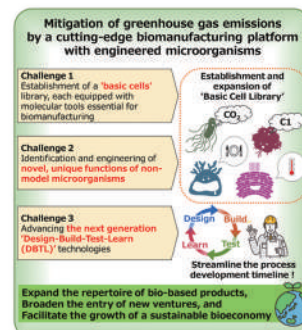 Mitigation of greenhouse gas emissions
by a cutting-edge biomanufacturing platform
with engineered microorganisms
Challenge 1
Establishment of a 'basic cells'
library, each equipped with
molecular tools essential for
biomanufacturing
Establishment and
expansion of
'Basic Cell Library'
CO₂
C1
Challenge 2
Identification and engineering of
novel, unique functions of non-
model microorganisms
Challenge 3
Advancing the next generation
'Design-Build-Test-Learn
(DBTL)' technologies
Design
Build
Learn
Test
Streamline the process
development timeline !
Expand the repertoire of bio-based products,
Broaden the entry of new ventures, and
Facilitate the growth of a sustainable bioeconomy